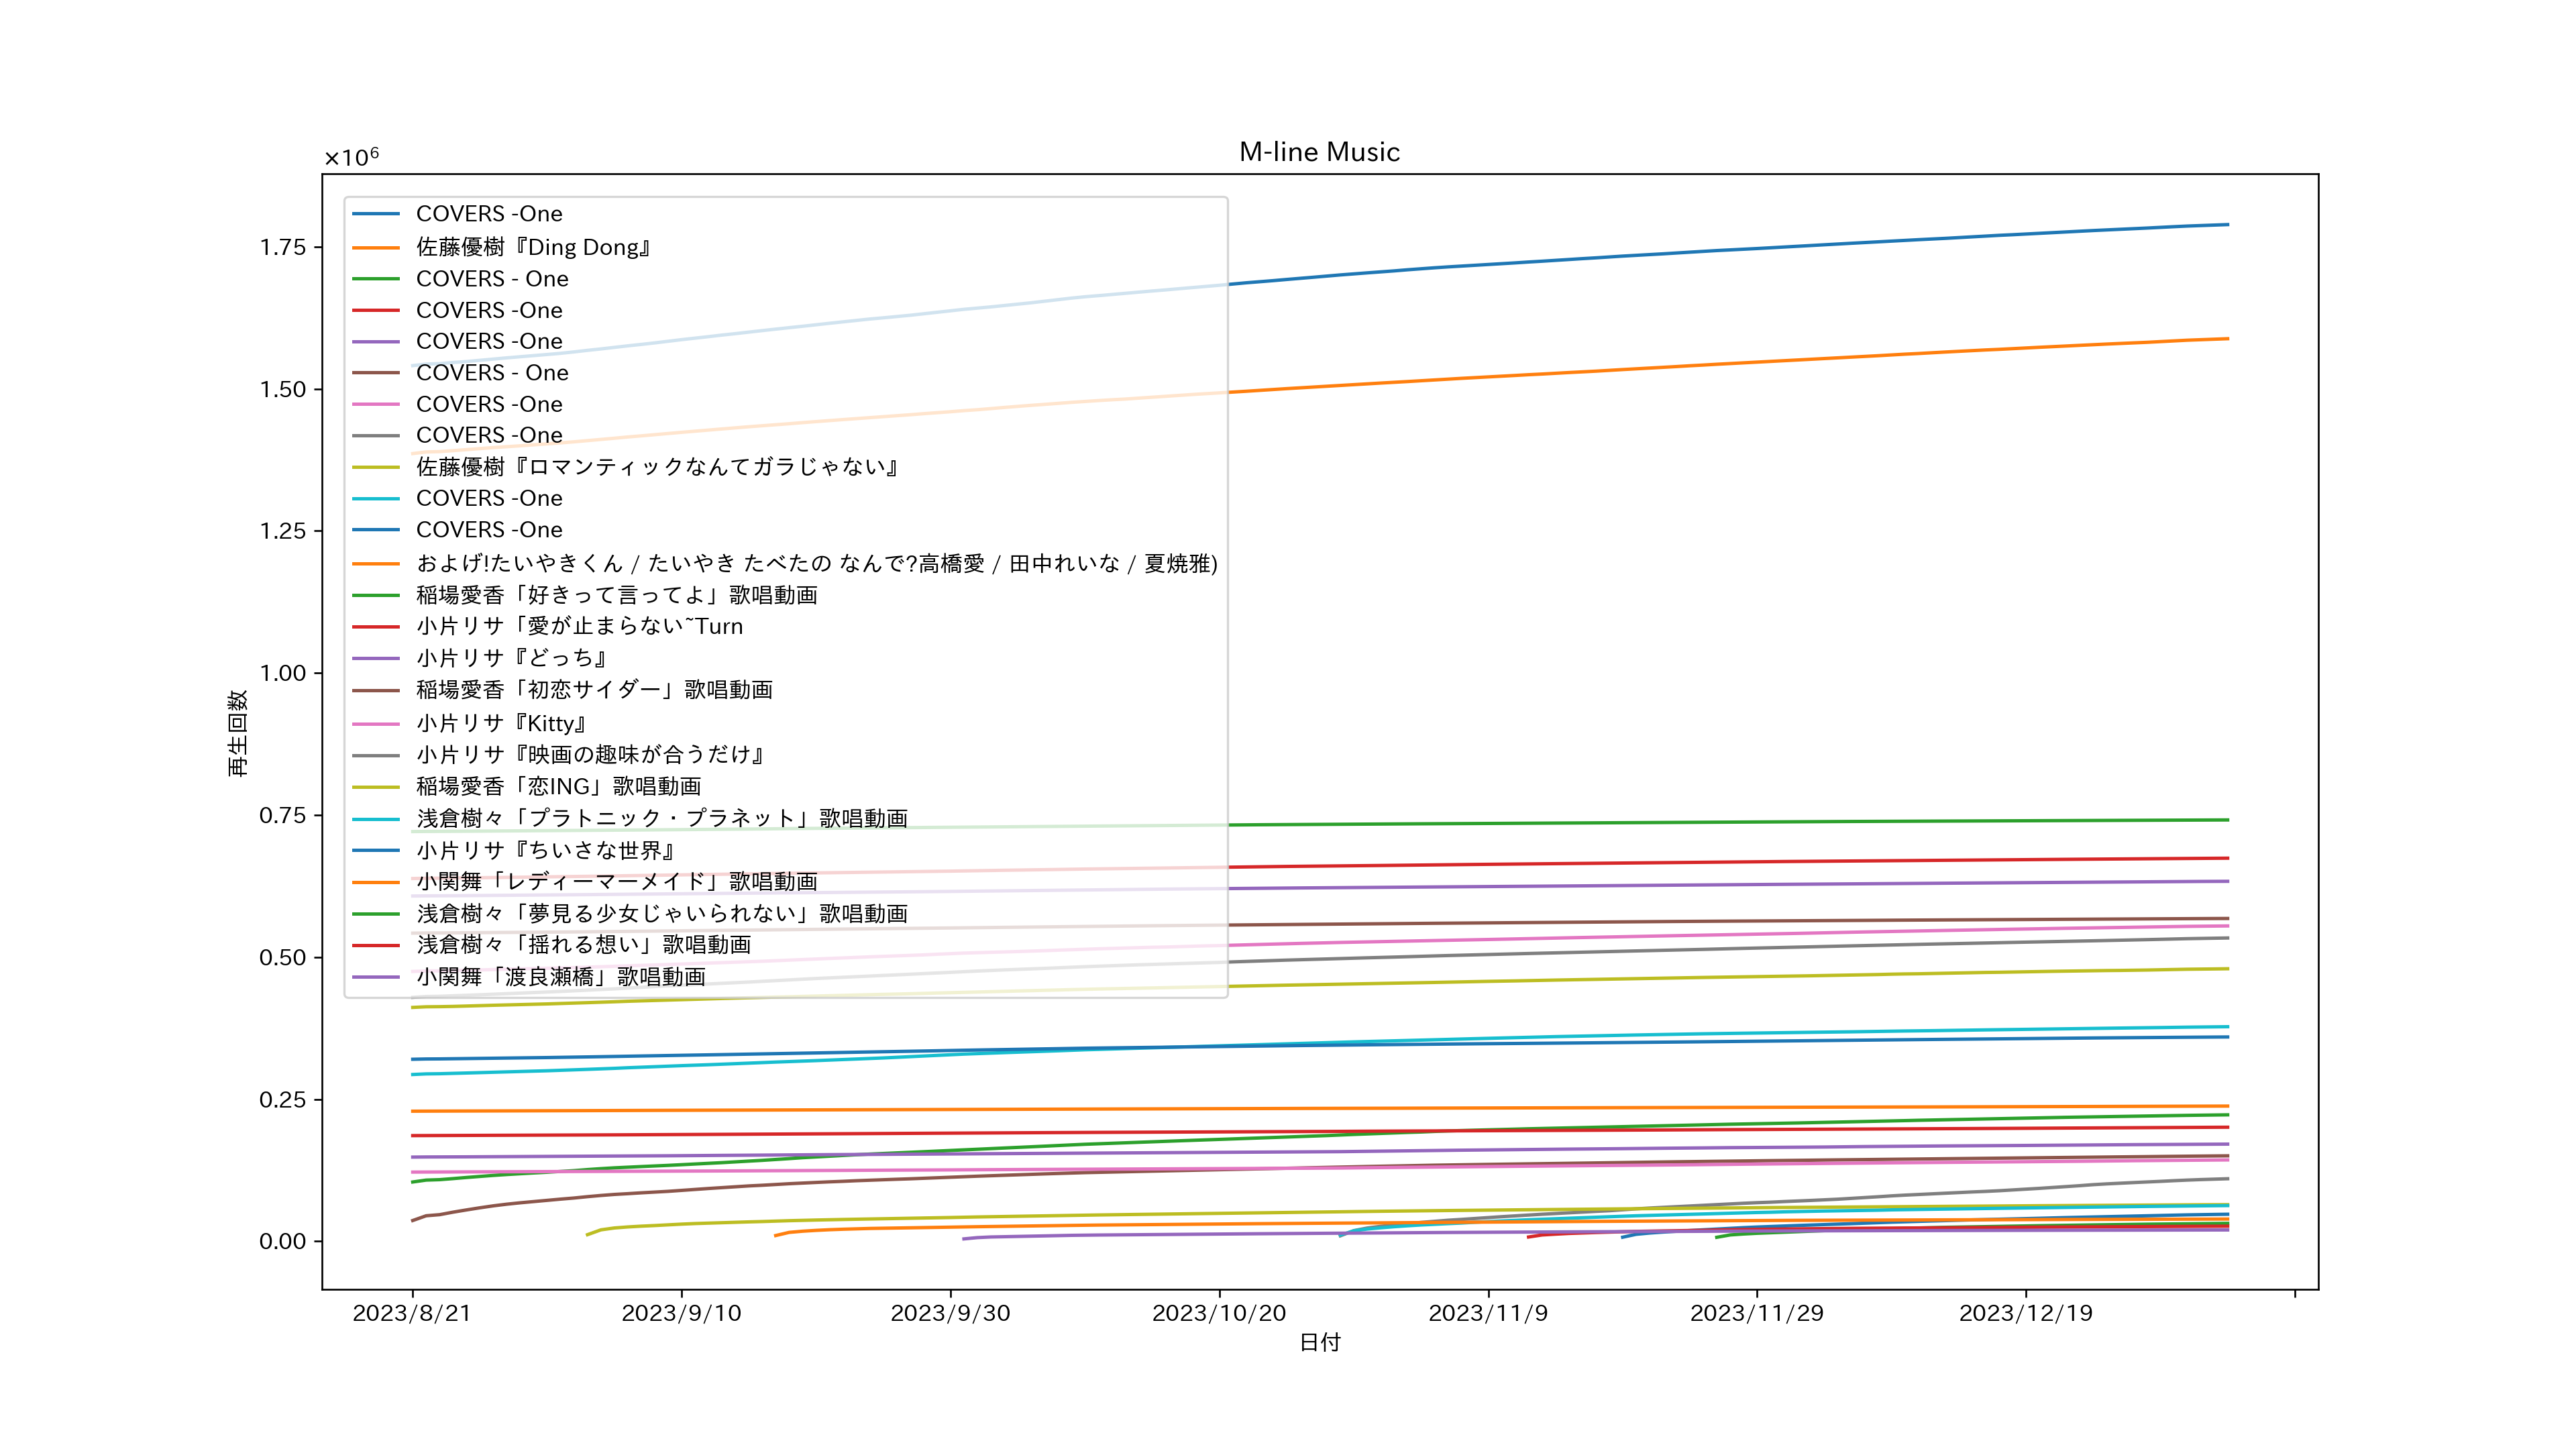 M-line Music
×10⁶
COVERS -One
佐藤優樹『Ding Dong』
COVERS - One
COVERS -One
COVERS -One
COVERS - One
COVERS -One
COVERS -One
佐藤優樹『ロマンティックなんてガラじゃない』
COVERS -One
COVERS -One
およげ!たいやきくん / たいやき たべたの なんで?高橋愛 / 田中れいな / 夏焼雅)
稲場愛香「好きって言ってよ」歌唱動画
小片リサ「愛が止まらない~Turn
小片リサ『どっち』
稲場愛香「初恋サイダー」歌唱動画
小片リサ『Kitty』
小片リサ『映画の趣味が合うだけ』
稲場愛香「恋ING」歌唱動画
浅倉樹々「プラトニック・プラネット」歌唱動画
小片リサ『ちいさな世界』
小関舞「レディーマーメイド」歌唱動画
浅倉樹々「夢見る少女じゃいられない」歌唱動画
浅倉樹々「揺れる想い」歌唱動画
小関舞「渡良瀬橋」歌唱動画
1.75
1.50
1.25
1.00
0.75
0.50
0.25
0.00
再生回数
2023/8/21
2023/9/10
2023/9/30
2023/10/20
2023/11/9
2023/11/29
2023/12/19
日付